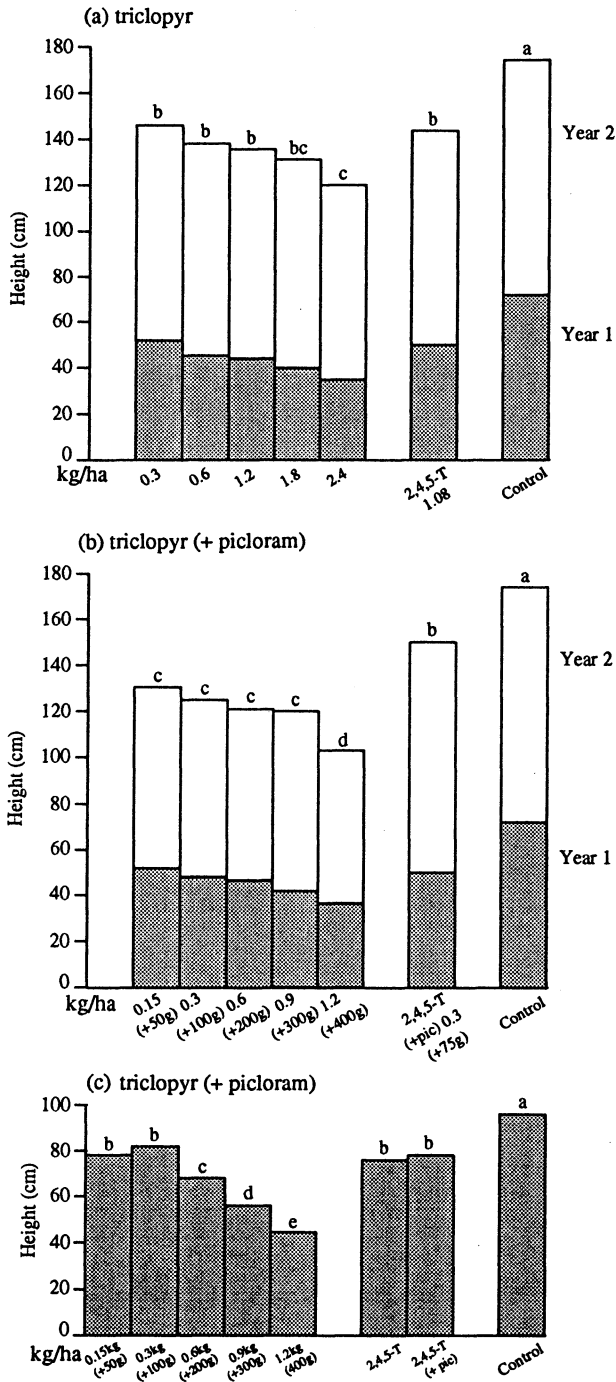 (a) triclopyr
180
160
140
120
100
80
60
40
20
0
Height (cm)
b
b
b
bc
c
b
a
Year 2
Year 1
kg/ha
0.3
0.6
1.2
1.8
2.4
2,4,5-T
1.08
Control
(b) triclopyr (+ picloram)
180
160
140
120
100
80
60
40
20
0
Height (cm)
c
c
c
c
d
b
a
Year 2
Year 1
kg/ha
0.15
(+50g) 0.3
(+100g) 0.6
(+200g) 0.9
(+300g) 1.2
(+400g)
2,4,5-T
(+pic) 0.3
(+75g)
Control
(c) triclopyr (+ picloram)
80
60
40
20
0
Height (cm)
b
b
c
d
e
b
b
a
kg/ha
0.15kg
(+50g)
0.3kg
(+100g)
0.6kg
(+200g)
0.9kg
(+300g)
1.2kg
(400g)
2,4,5-T
2,4,5-T
(+ pic)
Control